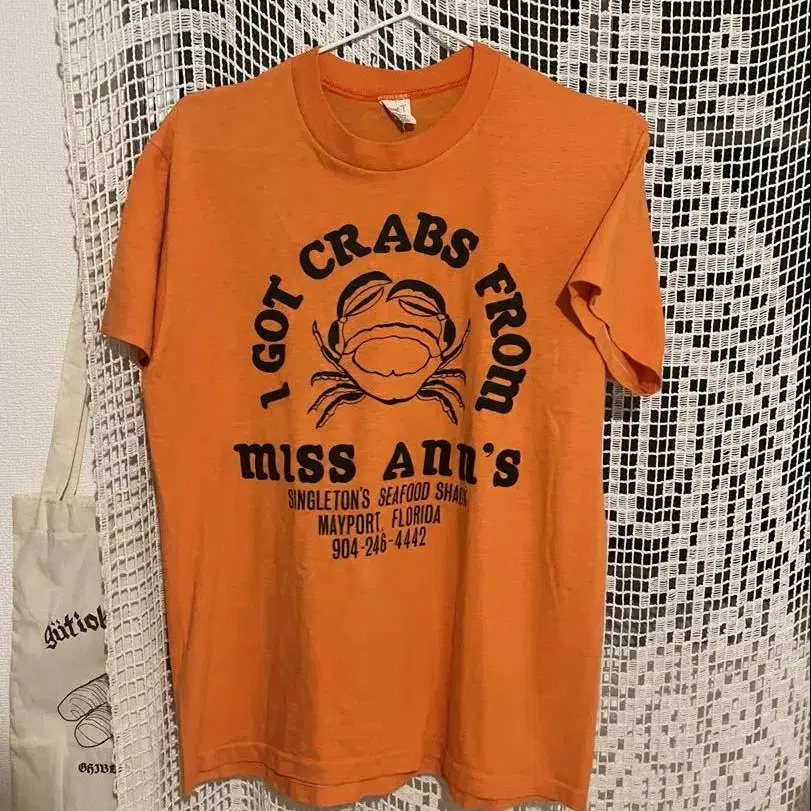 I GOT CRABS FROM
MISS ANN'S
SINGLETON'S SEAFOOD SHACK
MAYPORT, FLORIDA
904-246-4442